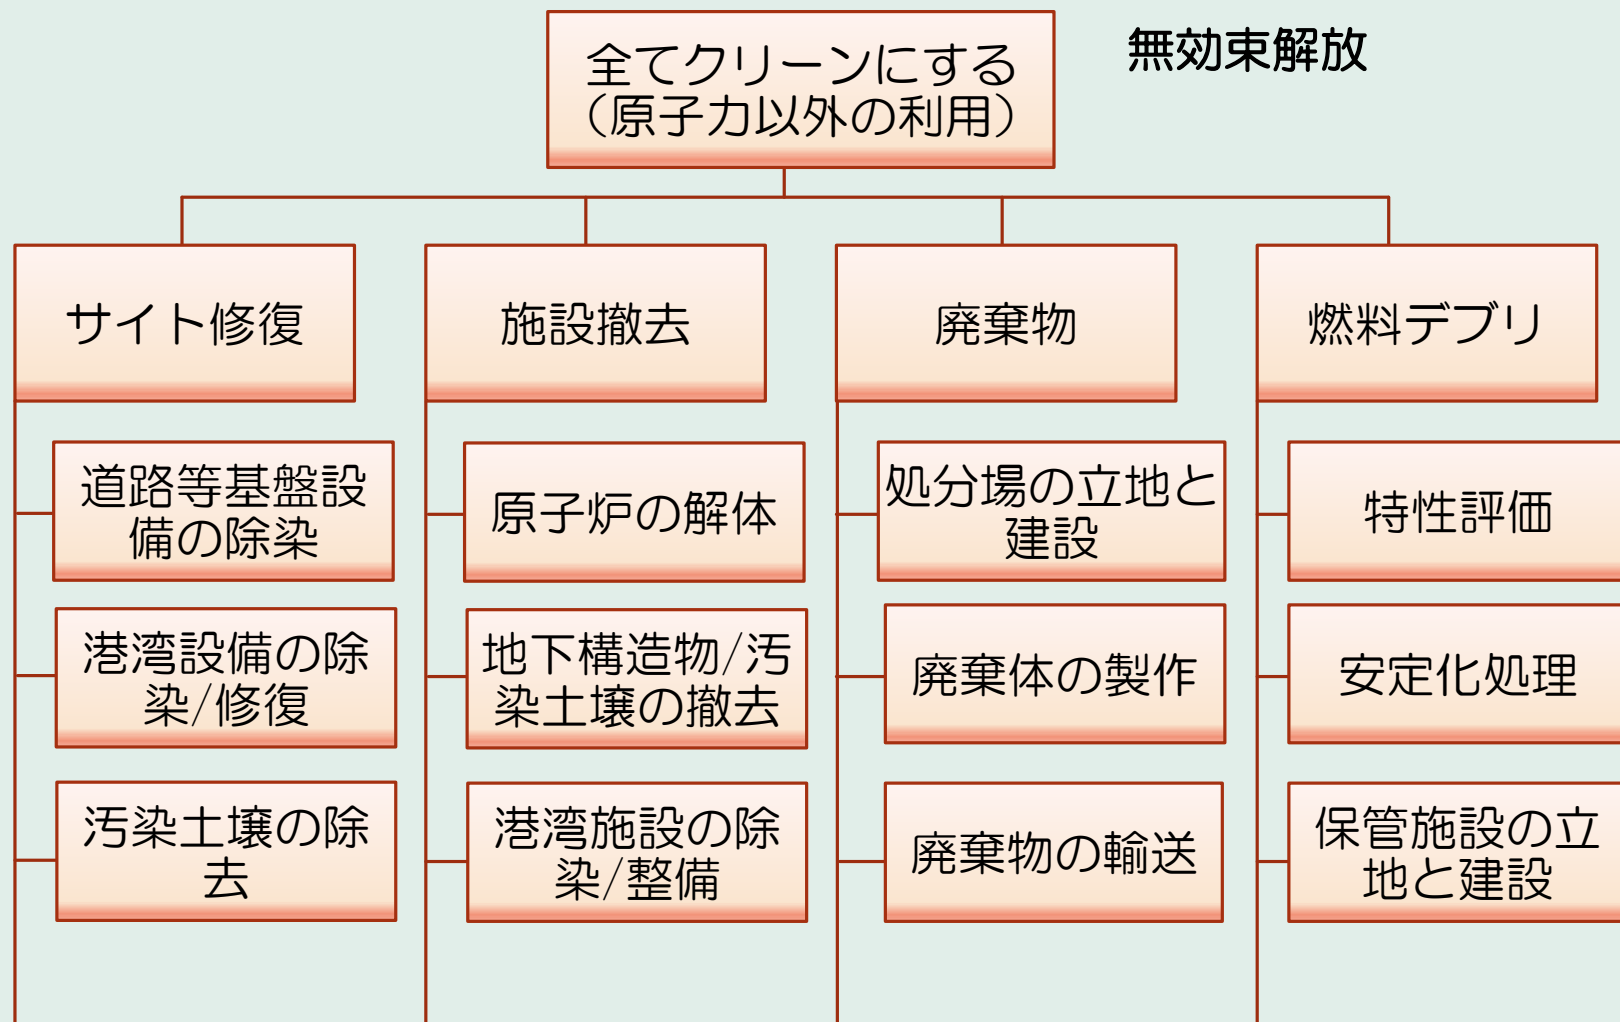 全てクリーンにする
（原子力以外の利用）
無効束解放
サイト修復
施設撤去
廃棄物
燃料デブリ
道路等基盤設
備の除染
港湾設備の除
染/修復
汚染土壌の除
去
原子炉の解体
地下構造物/汚
染土壌の撤去
港湾施設の除
染/整備
処分場の立地と
建設
廃棄体の製作
廃棄物の輸送
特性評価
安定化処理
保管施設の立
地と建設